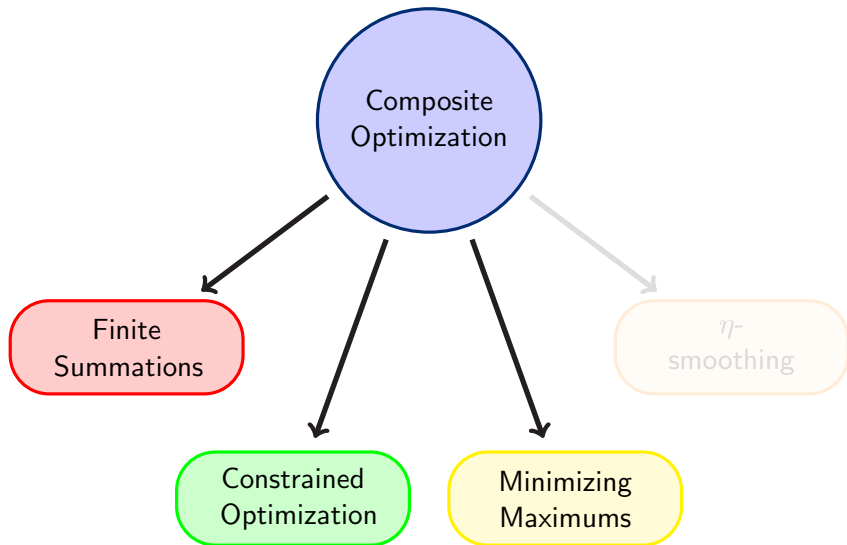 Composite
Optimization
Finite
Summations
η-
smoothing
Constrained
Optimization
Minimizing
Maximums